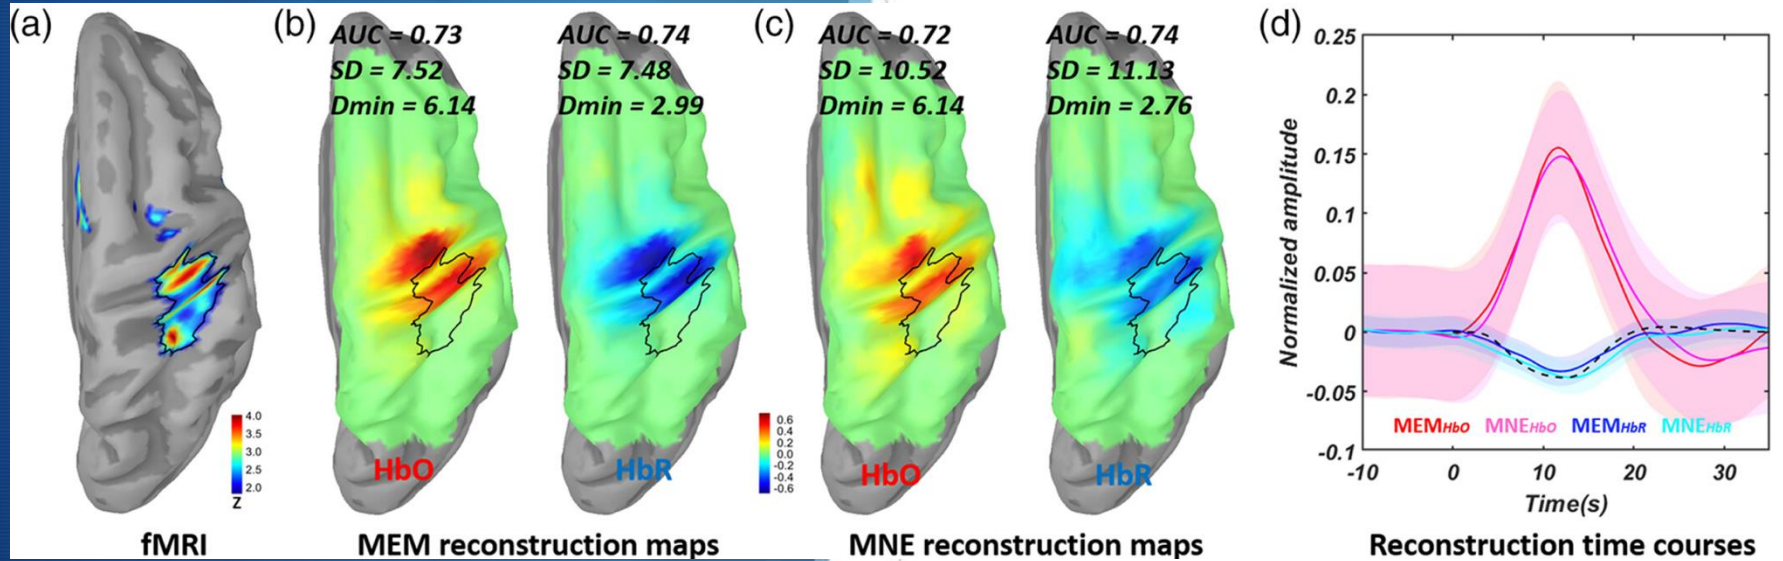 (a)
fMRI
4.0
3.5
3.0
2.5
2.0
Z
(b)
AUC = 0.73
SD = 7.52
Dmin = 6.14
HbO
AUC = 0.74
SD = 7.48
Dmin = 2.99
HbR
MEM reconstruction maps
(c)
AUC = 0.72
SD = 10.52
Dmin = 6.14
HbO
AUC = 0.74
SD = 11.13
Dmin = 2.76
HbR
0.6
0.4
0.2
0.0
-0.2
-0.4
-0.6
MNE reconstruction maps
(d)
Normalized amplitude
0.25
0.2
0.15
0.1
0.05
0
-0.05
-0.1
MEMHbO MNEHbO MEMHbR MNEHbR
-10 0 10 20 30
Time(s)
Reconstruction time courses